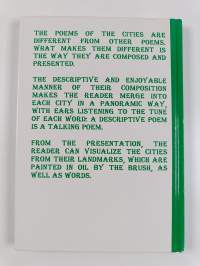 THE POEMS OF THE CITIES ARE
DIFFERENT FROM OTHER POEMS.
WHAT MAKES THEM DIFFERENT IS
THE WAY THEY ARE COMPOSED AND
PRESENTED.
THE DESCRIPTIVE AND ENJOYABLE
MANNER OF THEIR COMPOSITION
MAKES THE READER MERGE INTO
EACH CITY IN A PANORAMIC WAY,
WITH EARS LISTENING TO THE TUNE
OF EACH WORD: A DESCRIPTIVE POEM
IS A TALKING POEM.
FROM THE PRESENTATION, THE
READER CAN VISUALIZE THE CITIES
FROM THEIR LANDMARKS, WHICH ARE
PAINTED IN OIL BY THE BRUSH, AS
WELL AS WORDS.